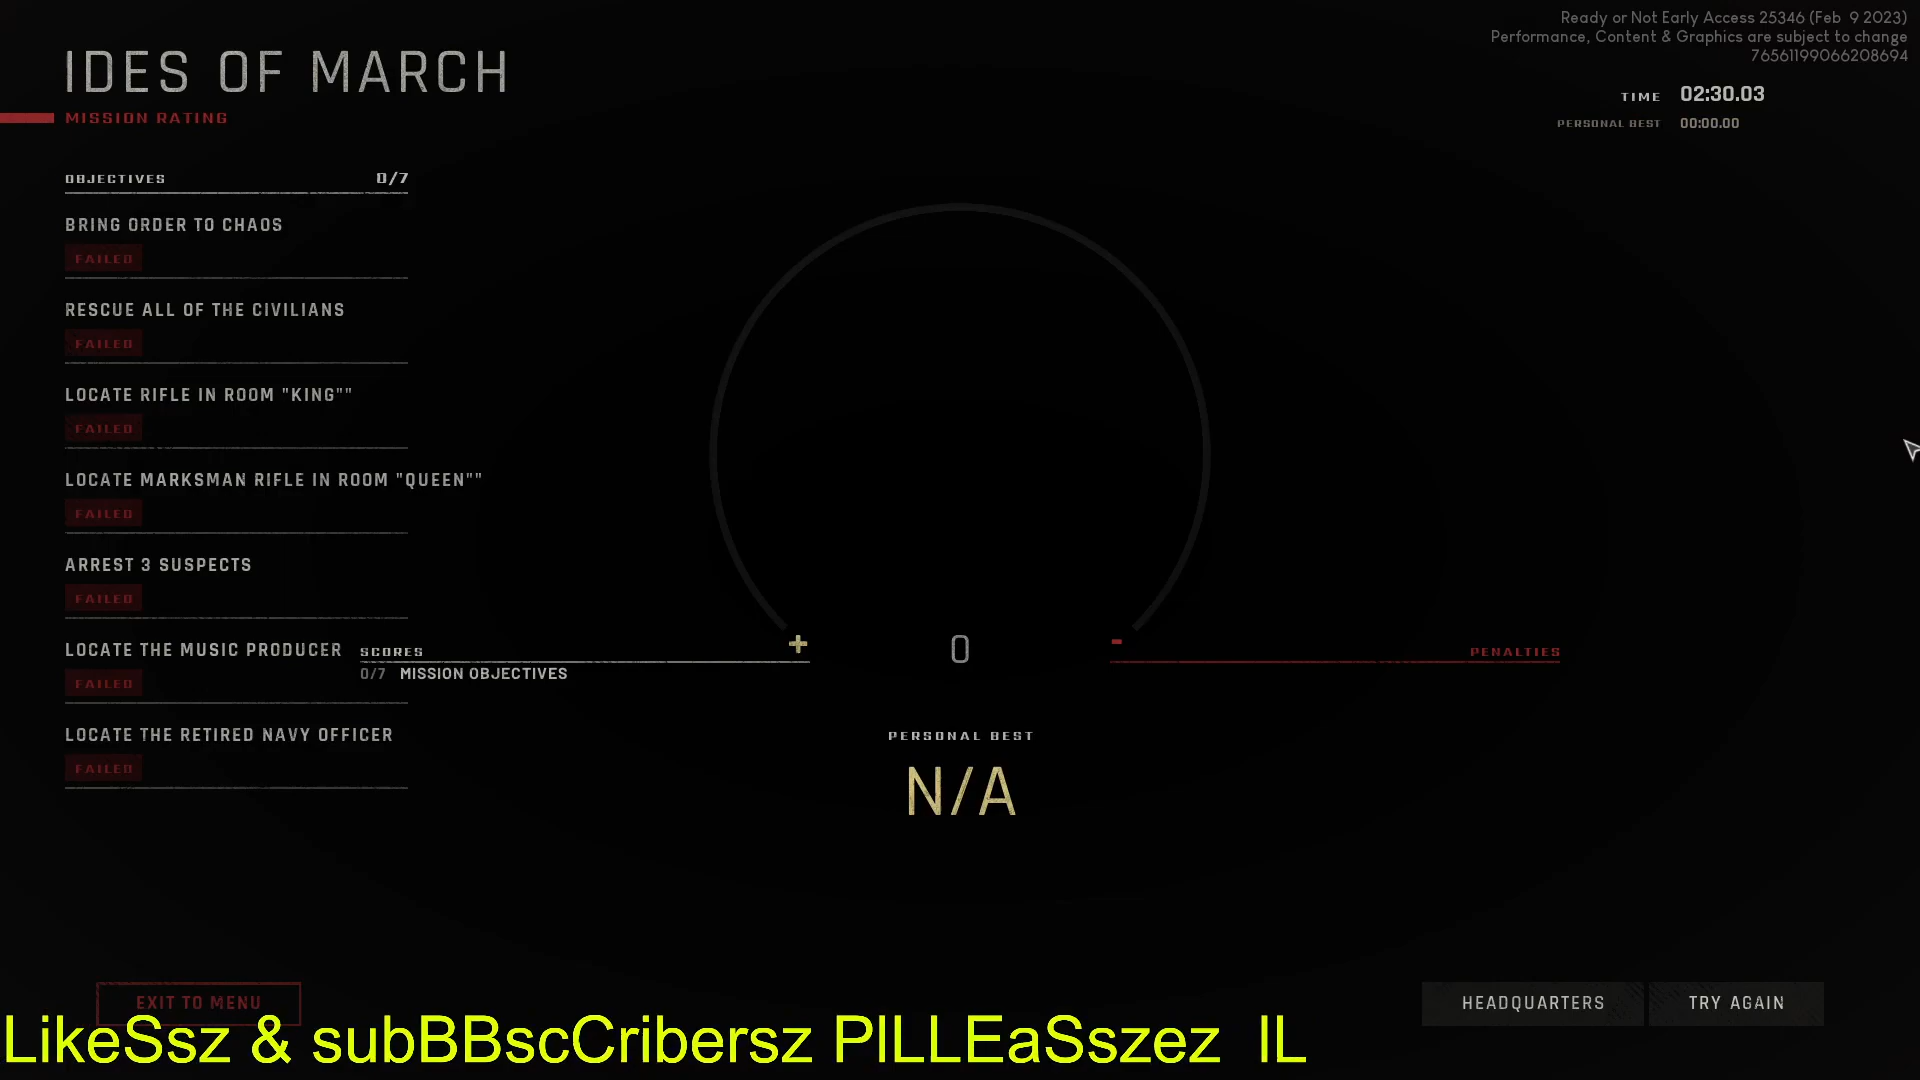 Ready or Not Early Access 25346 (Feb  9 2023)
Performance, Content & Graphics are subject to change
76561199066208694
IDES OF MARCH
MISSION RATING
TIME 02:30.03
PERSONAL BEST 00:00.00
OBJECTIVES 0/7
BRING ORDER TO CHAOS
FAILED
RESCUE ALL OF THE CIVILIANS
FAILED
LOCATE RIFLE IN ROOM "KING""
FAILED
LOCATE MARKSMAN RIFLE IN ROOM "QUEEN""
FAILED
ARREST 3 SUSPECTS
FAILED
LOCATE THE MUSIC PRODUCER
FAILED
LOCATE THE RETIRED NAVY OFFICER
FAILED
SCORES + 0 - PENALTIES
0/7 MISSION OBJECTIVES
PERSONAL BEST
N/A
EXIT TO MENU
HEADQUARTERS
TRY AGAIN
LikeSsz & subBBscCribersz PlLLEaSszez  lL